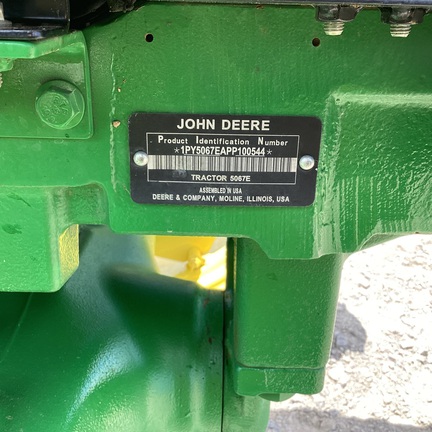 JOHN DEERE
Product Identification Number
*1PY5067EAPP100544*
TRACTOR 5067E
ASSEMBLED IN USA
DEERE & COMPANY, MOLINE, ILLINOIS, USA